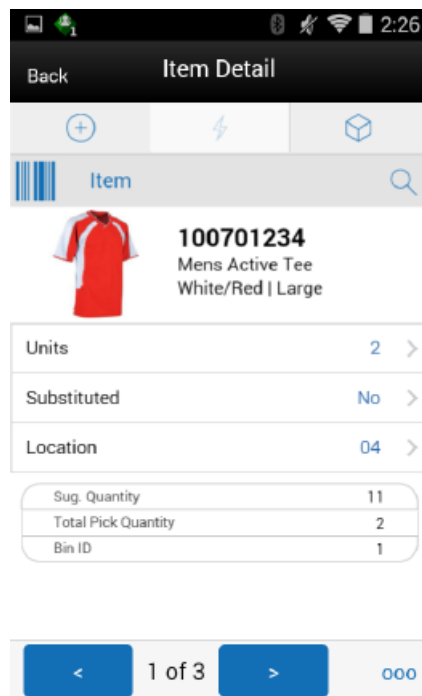 1 2:26
Back Item Detail
Item
100701234
Mens Active Tee
White/Red | Large
Units 2 >
Substituted No >
Location 04 >
Sug. Quantity 11
Total Pick Quantity 2
Bin ID 1
< 1 of 3 > ooo